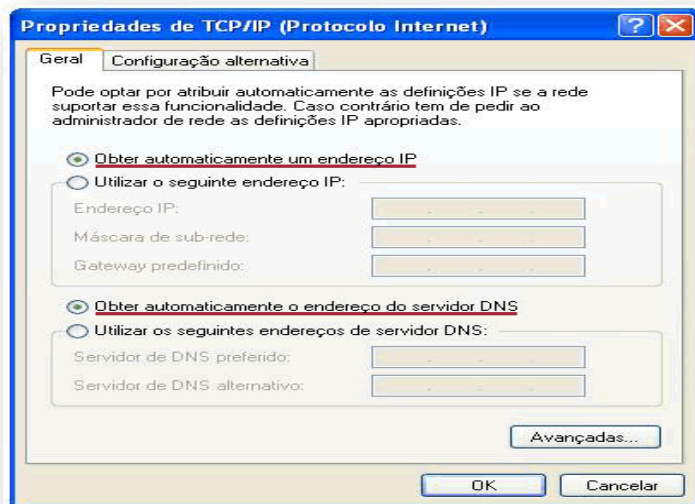 Propriedades de TCP/IP (Protocolo Internet)
Geral
Configuração alternativa
Pode optar por atribuir automaticamente as definições IP se a rede
suportar essa funcionalidade. Caso contrário tem de pedir ao
administrador de rede as definições IP apropriadas.
Obter automaticamente um endereço IP
Utilizar o seguinte endereço IP:
Endereço IP:
Máscara de sub-rede:
Gateway predefinido:
Obter automaticamente o endereço do servidor DNS
Utilizar os seguintes endereços de servidor DNS:
Servidor de DNS preferido:
Servidor de DNS alternativo:
Avançadas...
OK
Cancelar